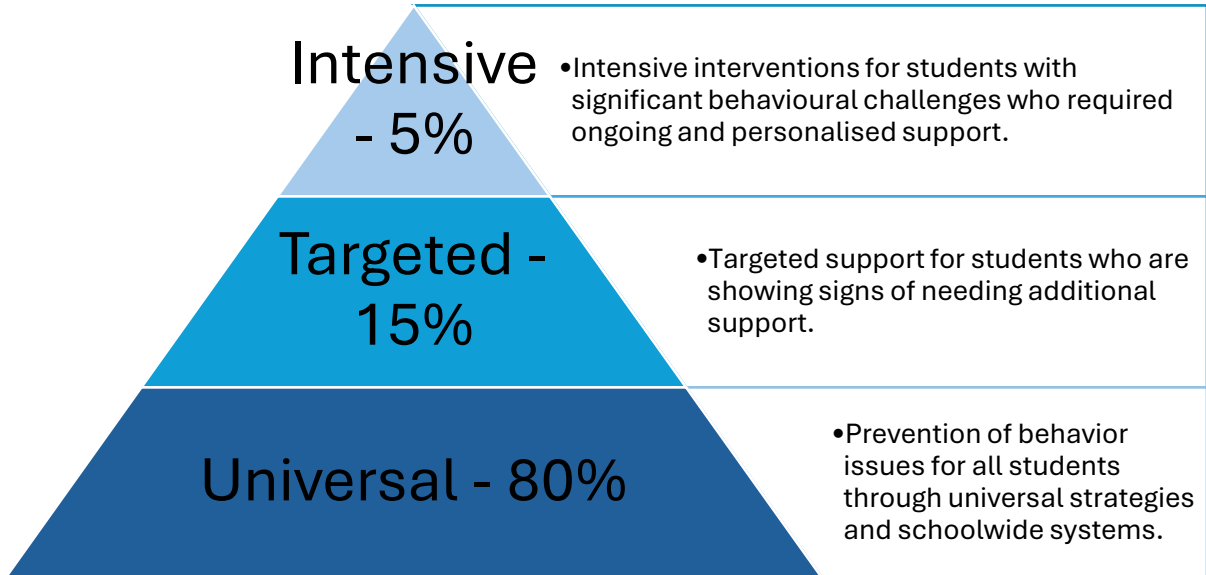 Intensive
- 5%
•Intensive interventions for students with
significant behavioural challenges who required
ongoing and personalised support.
Targeted -
15%
•Targeted support for students who are
showing signs of needing additional
support.
Universal - 80%
•Prevention of behavior
issues for all students
through universal strategies
and schoolwide systems.